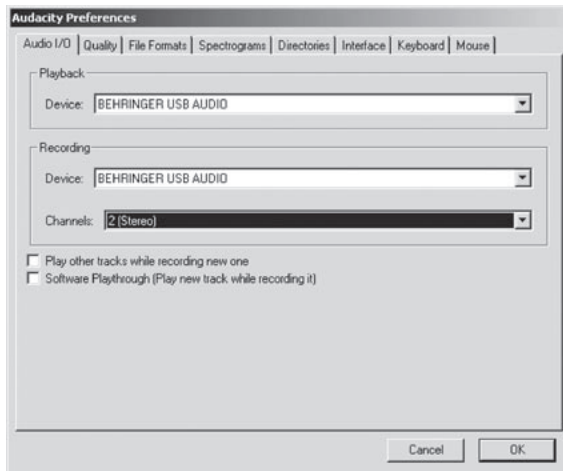 Audacity Preferences
Audio I/O Quality File Formats Spectrograms Directories Interface Keyboard Mouse
Playback
Device: BEHRINGER USB AUDIO
Recording
Device: BEHRINGER USB AUDIO
Channels: 2 (Stereo)
Play other tracks while recording new one
Software Playthrough (Play new track while recording it)
Cancel OK